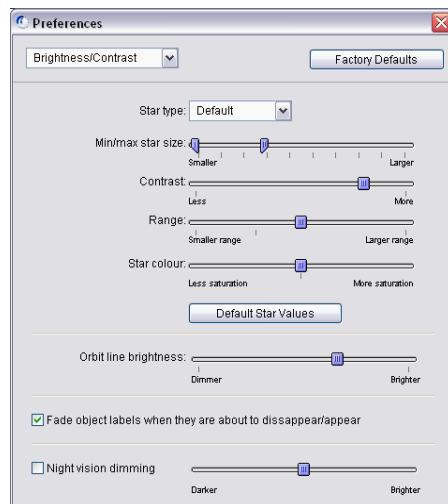 Preferences
Brightness/Contrast
Factory Defaults
Star type: Default
Min/max star size:
Smaller Larger
Contrast:
Less More
Range:
Smaller range Larger range
Star colour:
Less saturation More saturation
Default Star Values
Orbit line brightness:
Dimmer Brighter
Fade object labels when they are about to dissappear/appear
Night vision dimming
Darker Brighter